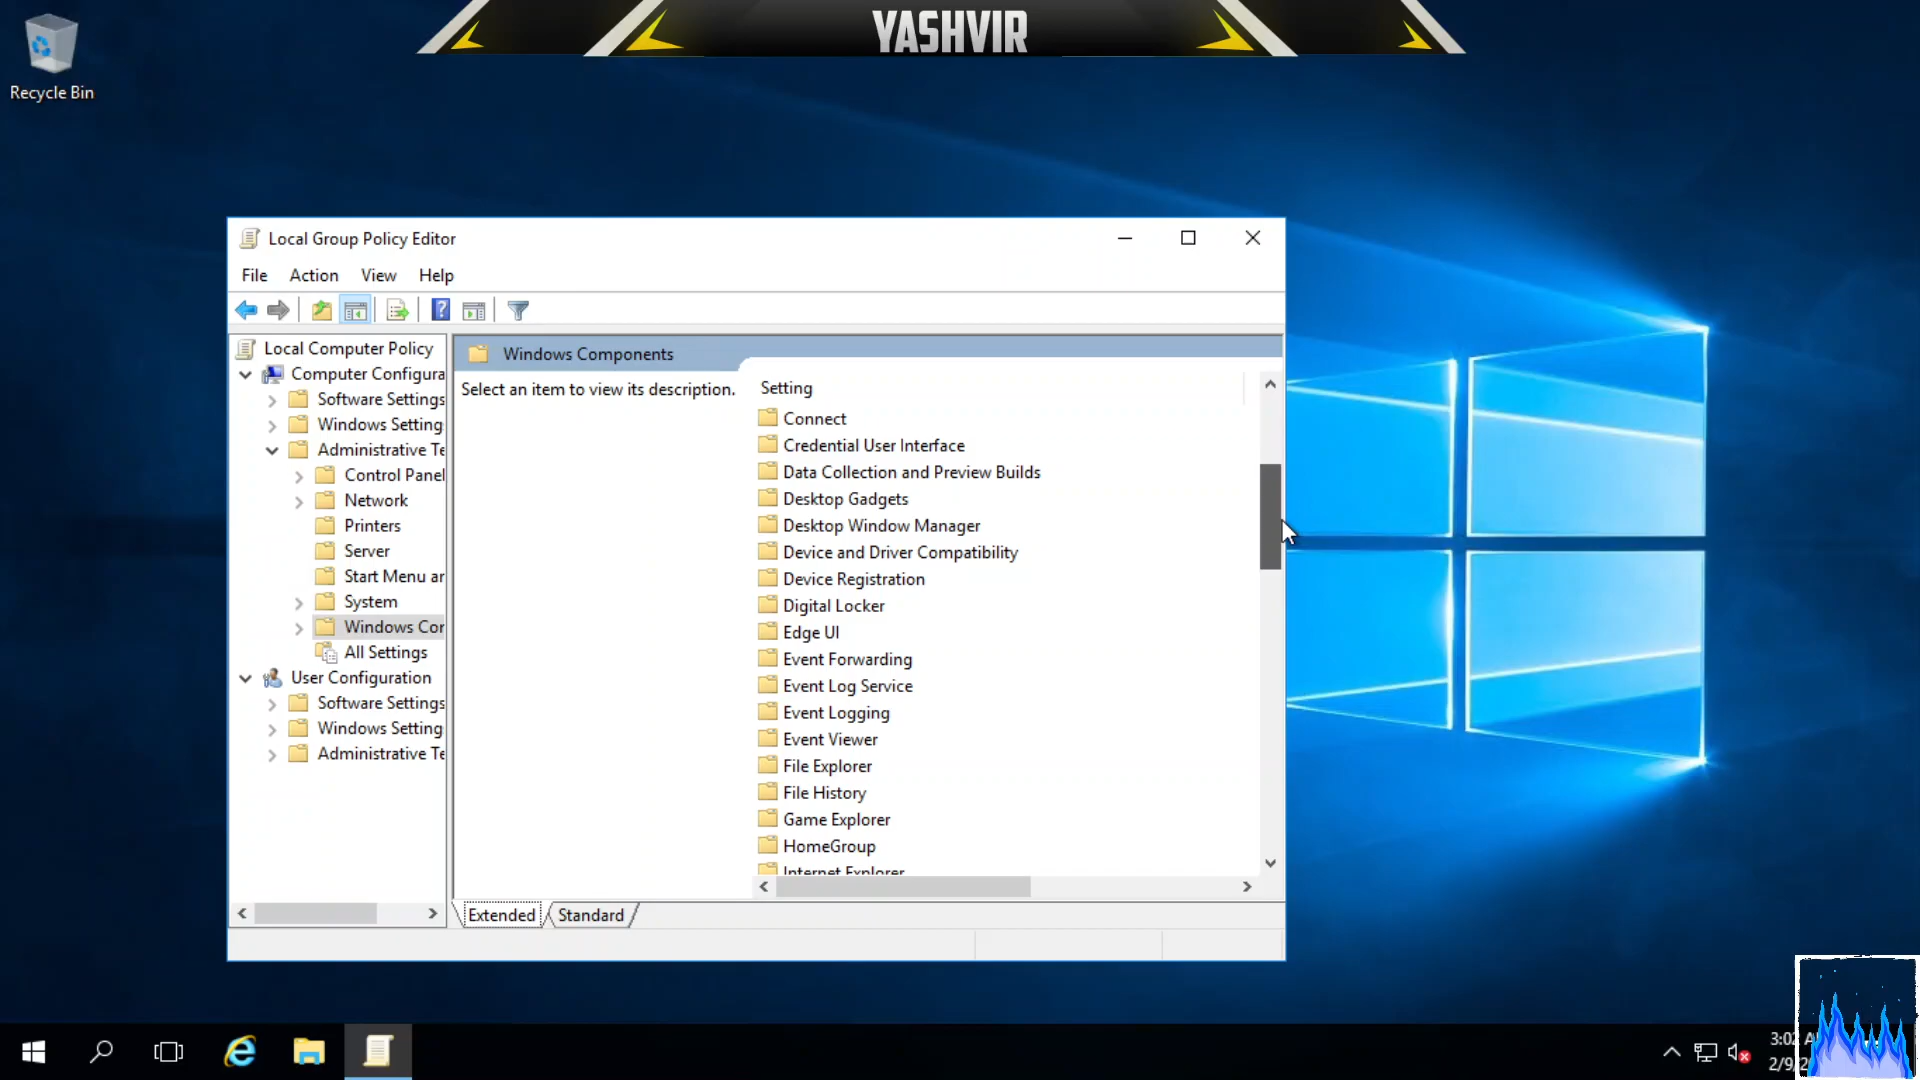 YASHVIR
Recycle Bin
Local Group Policy Editor
File Action View Help
Local Computer Policy
Computer Configura
Software Settings
Windows Setting
Administrative Te
Control Panel
Network
Printers
Server
Start Menu ar
System
Windows Cor
All Settings
User Configuration
Software Settings
Windows Setting
Administrative Te
Windows Components
Select an item to view its description.
Setting
Connect
Credential User Interface
Data Collection and Preview Builds
Desktop Gadgets
Desktop Window Manager
Device and Driver Compatibility
Device Registration
Digital Locker
Edge UI
Event Forwarding
Event Log Service
Event Logging
Event Viewer
File Explorer
File History
Game Explorer
HomeGroup
Internet Explorer
Extended Standard
3:02 A
2/9/2